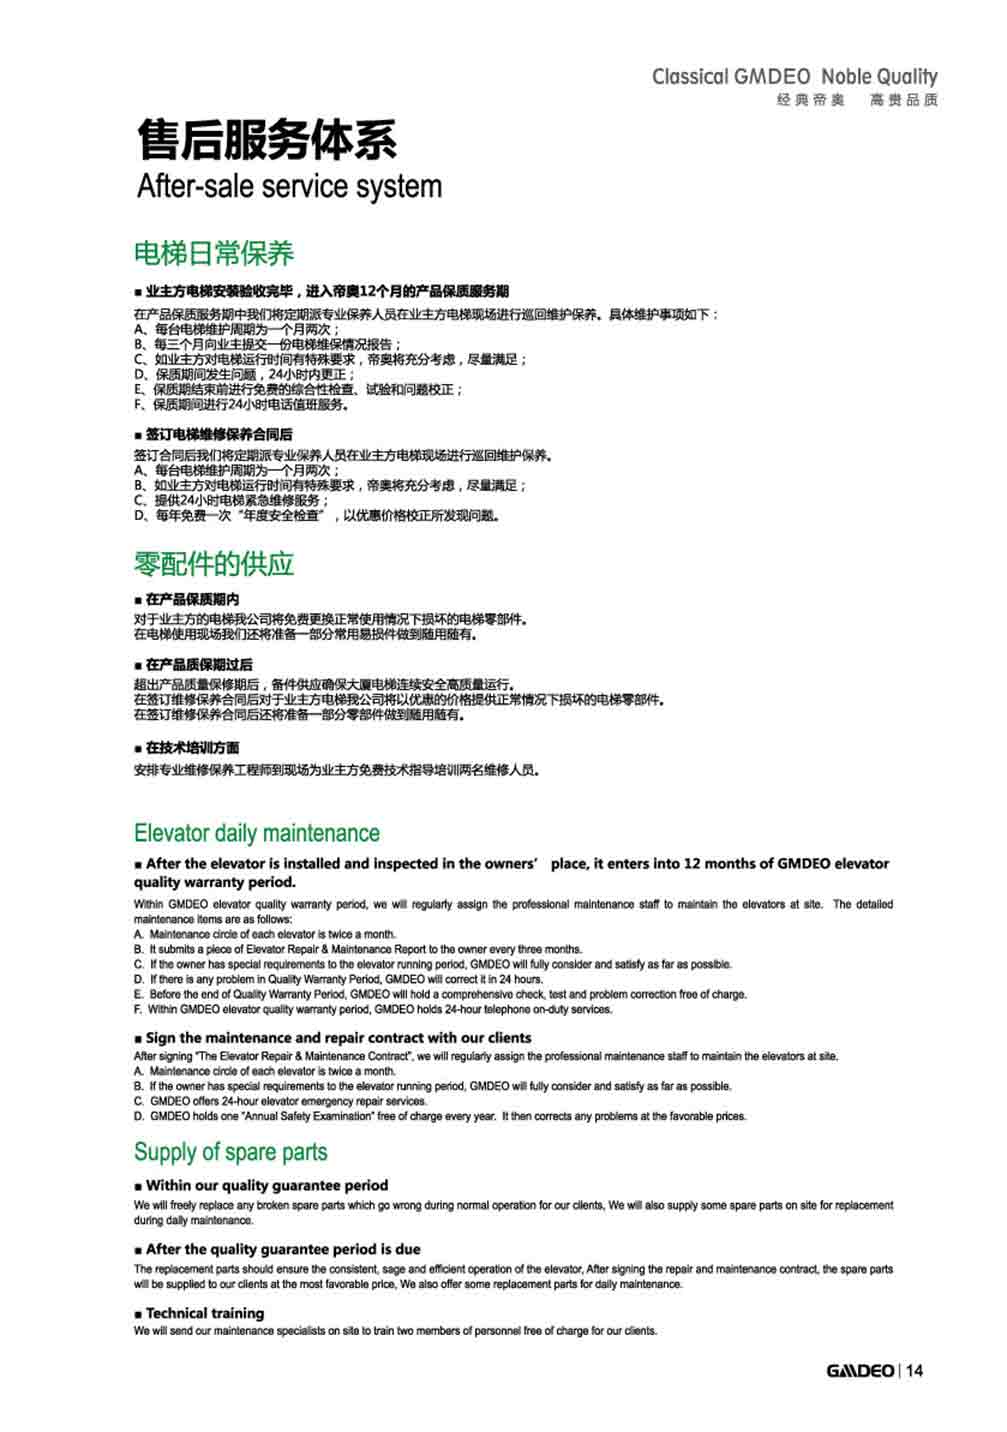 Classical GMDEO  Noble Quality
经典帝奥　高贵品质
售后服务体系
After-sale service system
电梯日常保养
■ 业主方电梯安装验收完毕，进入帝奥12个月的产品保质服务期
在产品保质服务期中我们将定期派专业保养人员在业主方电梯现场进行巡回维护保养。具体维护事项如下：
A、每台电梯维护周期为一个月两次；
B、每三个月向业主提交一份电梯维保情况报告；
C、如业主方对电梯运行时间有特殊要求，帝奥将充分考虑，尽量满足；
D、保质期间发生问题，24小时内更正；
E、保质期结束前进行免费的综合性检查、试验和问题校正；
F、保质期间进行24小时电话值班服务。
■ 签订电梯维修保养合同后
签订合同后我们将定期派专业保养人员在业主方电梯现场进行巡回维护保养。
A、每台电梯维护周期为一个月两次；
B、如业主方对电梯运行时间有特殊要求，帝奥将充分考虑，尽量满足；
C、提供24小时电梯紧急维修服务；
D、每年免费一次“年度安全检查”，以优惠价格校正所发现问题。
零配件的供应
■ 在产品保质期内
对于业主方的电梯我公司将免费更换正常使用情况下损坏的电梯零部件。
在电梯使用现场我们还将准备一部分常用易损件做到随用随有。
■ 在产品质保期过后
超出产品质量保修期后，备件供应确保大厦电梯连续安全高质量运行。
在签订维修保养合同后对于业主方电梯我公司将以优惠的价格提供正常情况下损坏的电梯零部件。
在签订维修保养合同后还将准备一部分零部件做到随用随有。
■ 在技术培训方面
安排专业维修保养工程师到现场为业主方免费技术指导培训两名维修人员。
Elevator daily maintenance
■ After the elevator is installed and inspected in the owners’ place, it enters into 12 months of GMDEO elevator
quality warranty period.
Within GMDEO elevator quality warranty period, we will regularly assign the professional maintenance staff to maintain the elevators at site. The detailed
maintenance items are as follows:
A. Maintenance circle of each elevator is twice a month.
B. It submits a piece of Elevator Repair & Maintenance Report to the owner every three months.
C. If the owner has special requirements to the elevator running period, GMDEO will fully consider and satisfy as far as possible.
D. If there is any problem in Quality Warranty Period, GMDEO will correct it in 24 hours.
E. Before the end of Quality Warranty Period, GMDEO will hold a comprehensive check, test and problem correction free of charge.
F. Within GMDEO elevator quality warranty period, GMDEO holds 24-hour telephone on-duty services.
■ Sign the maintenance and repair contract with our clients
After signing "The Elevator Repair & Maintenance Contract", we will regularly assign the professional maintenance staff to maintain the elevators at site.
A. Maintenance circle of each elevator is twice a month.
B. If the owner has special requirements to the elevator running period, GMDEO will fully consider and satisfy as far as possible.
C. GMDEO offers 24-hour elevator emergency repair services.
D. GMDEO holds one "Annual Safety Examination" free of charge every year. It then corrects any problems at the favorable prices.
Supply of spare parts
■ Within our quality guarantee period
We will freely replace any broken spare parts which go wrong during normal operation for our clients, We will also supply some spare parts on site for replacement
during daily maintenance.
■ After the quality guarantee period is due
The replacement parts should ensure the consistent, sage and efficient operation of the elevator, After signing the repair and maintenance contract, the spare parts
will be supplied to our clients at the most favorable price, We also offer some replacement parts for daily maintenance.
■ Technical training
We will send our maintenance specialists on site to train two members of personnel free of charge for our clients.
GMDEO | 14